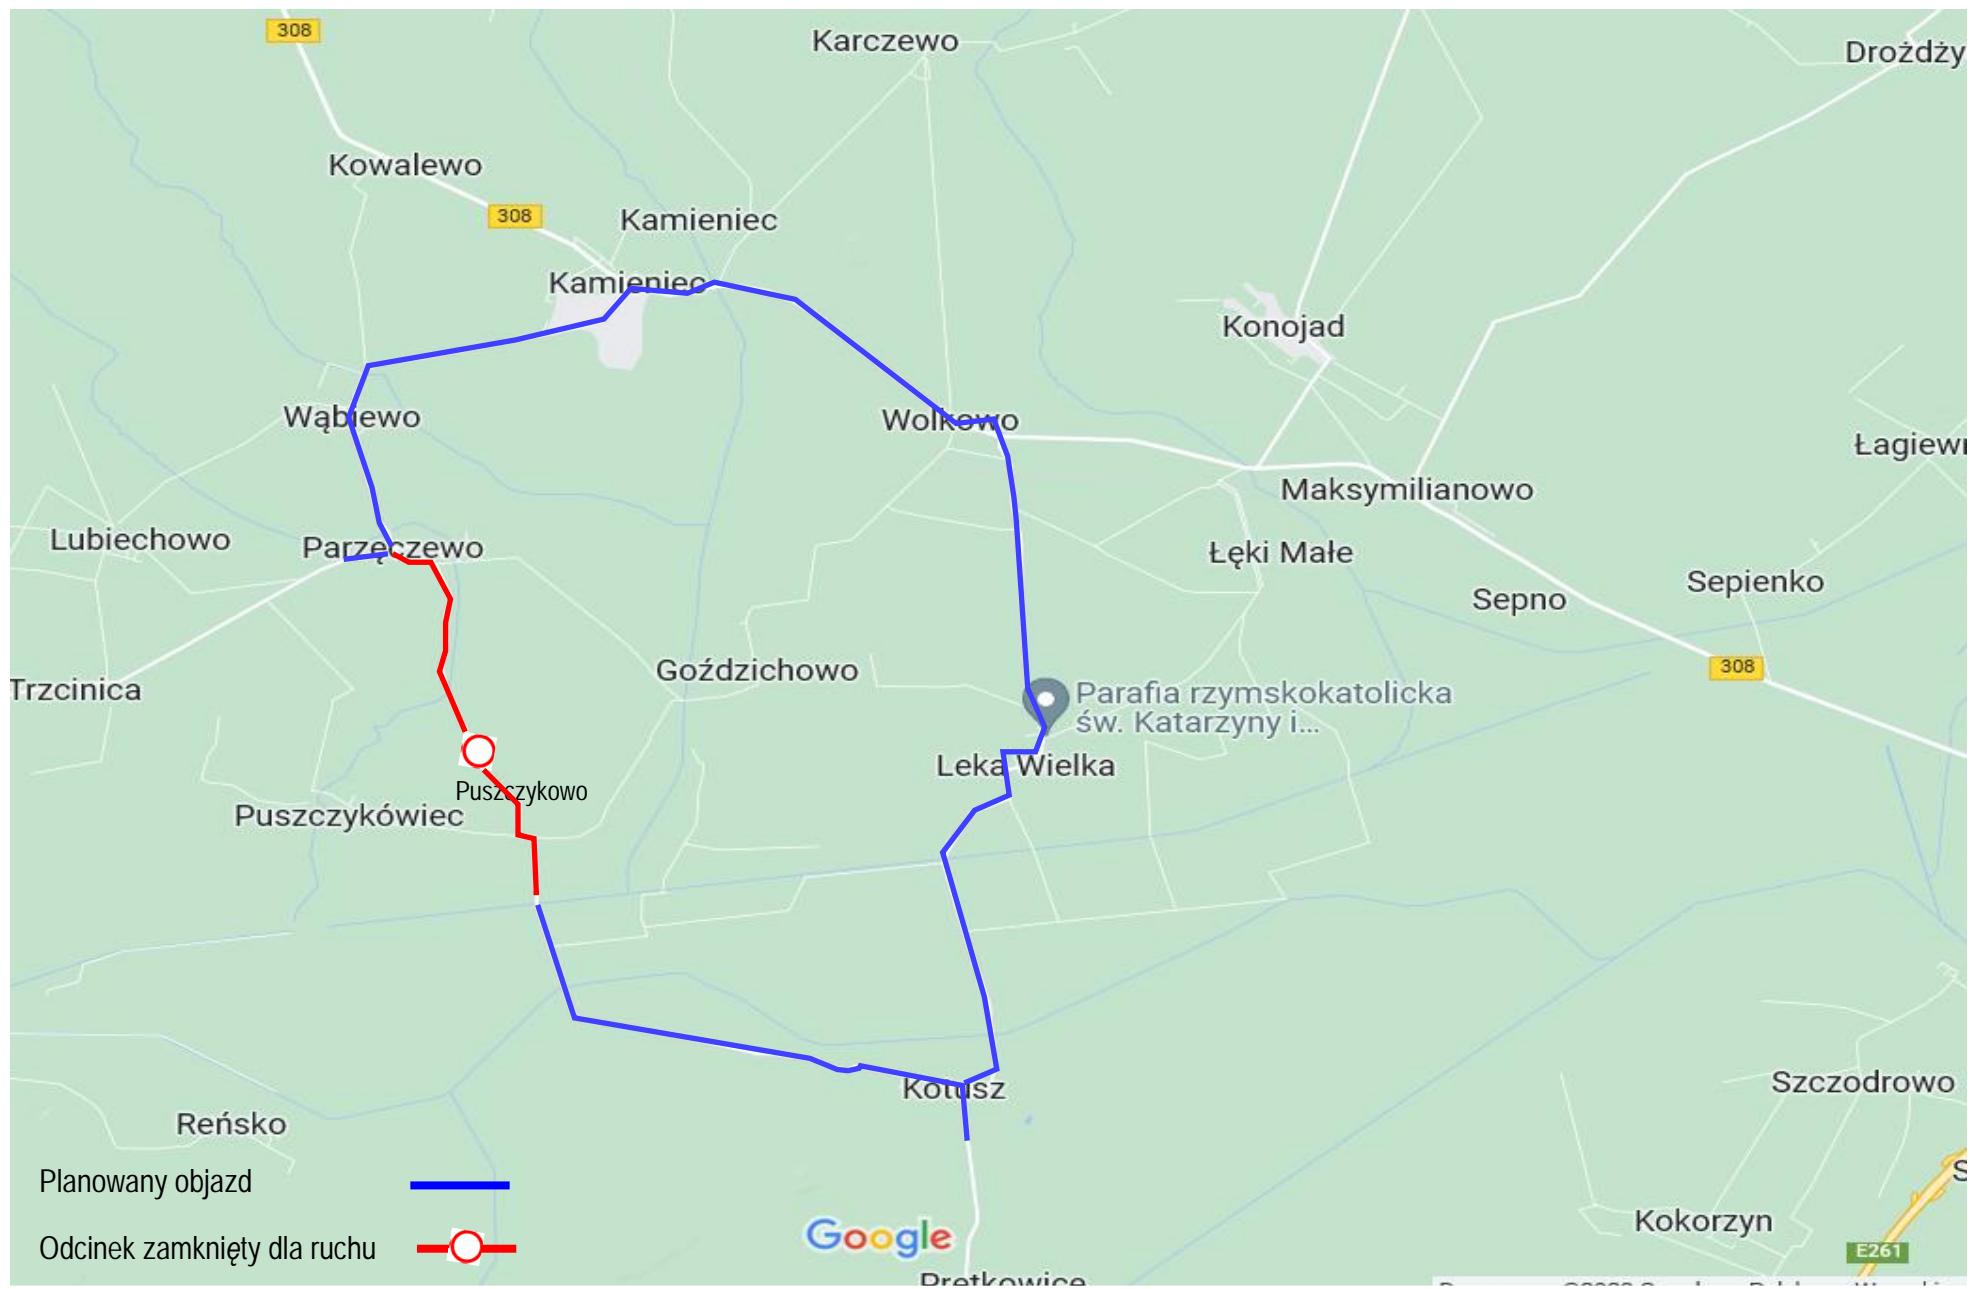 308
Karczewo
Drożdży
Kowalewo
308
Kamieniec
Kamieniec
Konojad
Wąbiewo
Wolkowo
Łagiewn
Maksymilianowo
Lubiechowo
Parzęczewo
Łęki Małe
Sepno
Sepienko
Goździchowo
308
Trzcinica
Parafia rzymskokatolicka
św. Katarzyny i...
Leka Wielka
Puszczykowo
Puszczykówiec
Kotusz
Szczodrowo
Reńsko
Planowany objazd
Kokorzyn
Google
Odcinek zamknięty dla ruchu
E261
Prętkowice